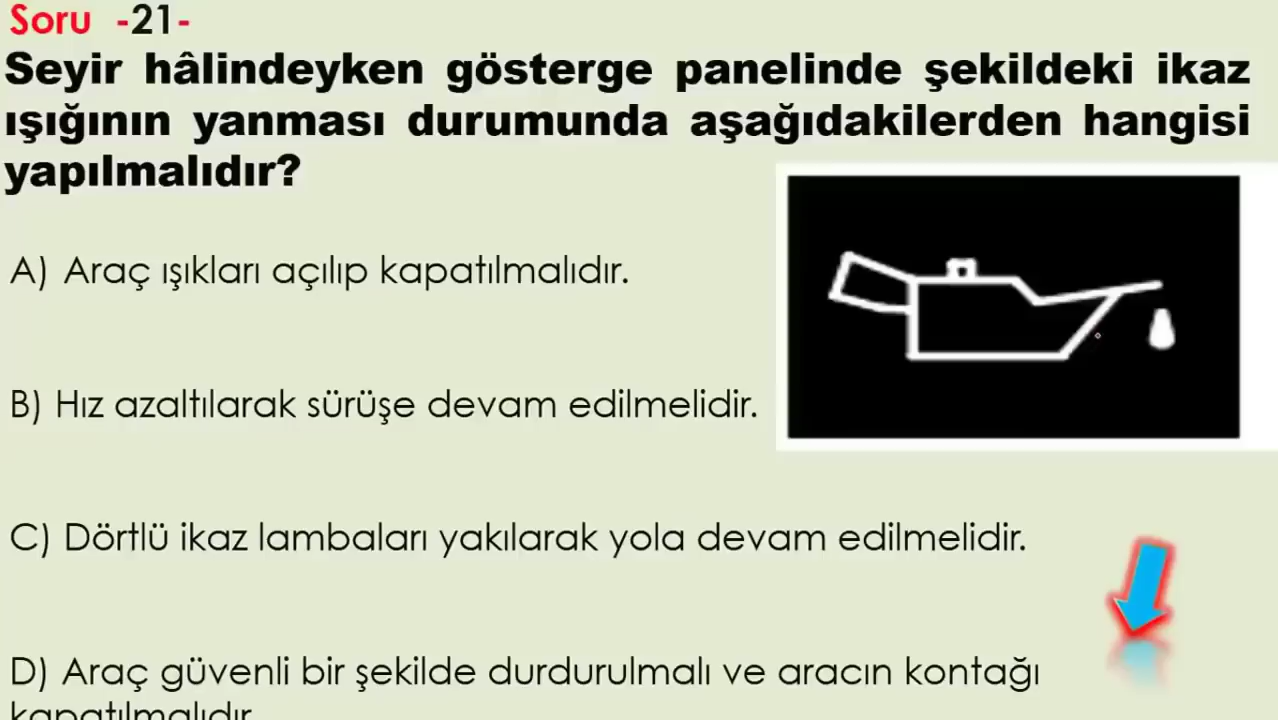 Soru -21-
Seyir hâlindeyken gösterge panelinde şekildeki ikaz
ışığının yanması durumunda aşağıdakilerden hangisi
yapılmalıdır?
A) Araç ışıkları açılıp kapatılmalıdır.
B) Hız azaltılarak sürüşe devam edilmelidir.
C) Dörtlü ikaz lambaları yakılarak yola devam edilmelidir.
D) Araç güvenli bir şekilde durdurulmalı ve aracın kontağı
kapatılmalıdır